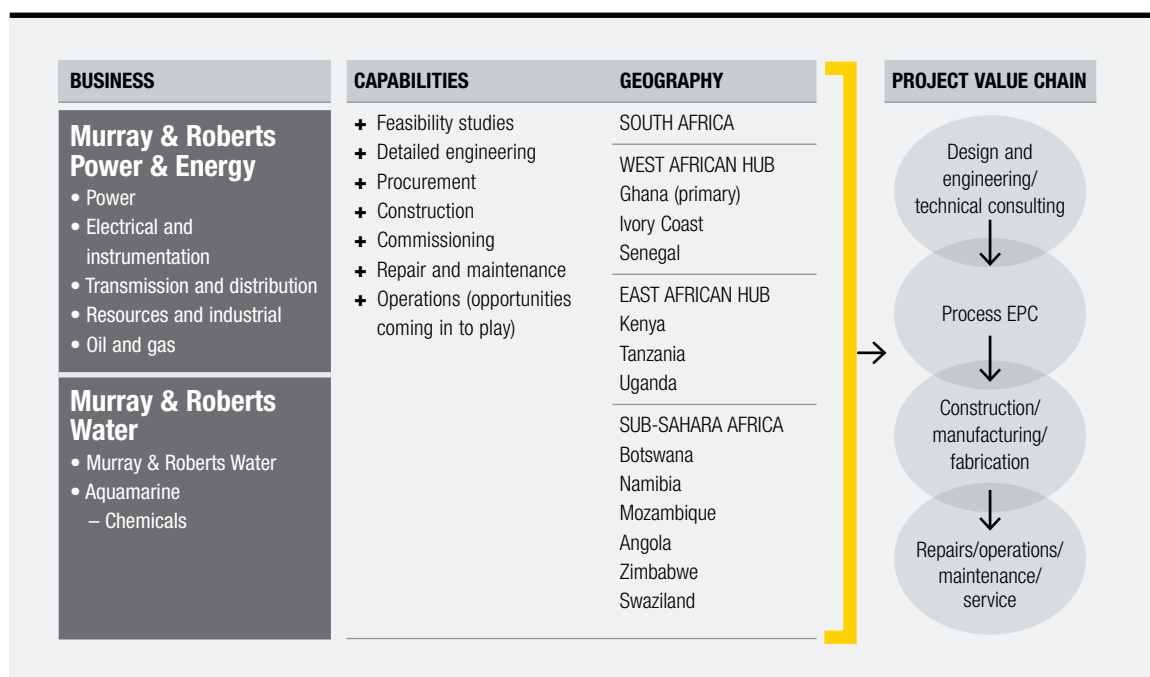 BUSINESS
Murray & Roberts
Power & Energy
• Power
• Electrical and
instrumentation
• Transmission and distribution
• Resources and industrial
• Oil and gas
Murray & Roberts
Water
• Murray & Roberts Water
• Aquamarine
– Chemicals
CAPABILITIES
+ Feasibility studies
+ Detailed engineering
+ Procurement
+ Construction
+ Commissioning
+ Repair and maintenance
+ Operations (opportunities
coming in to play)
GEOGRAPHY
SOUTH AFRICA
WEST AFRICAN HUB
Ghana (primary)
Ivory Coast
Senegal
EAST AFRICAN HUB
Kenya
Tanzania
Uganda
SUB-SAHARA AFRICA
Botswana
Namibia
Mozambique
Angola
Zimbabwe
Swaziland
PROJECT VALUE CHAIN
Design and
engineering/
technical consulting
Process EPC
Construction/
manufacturing/
fabrication
Repairs/operations/
maintenance/
service